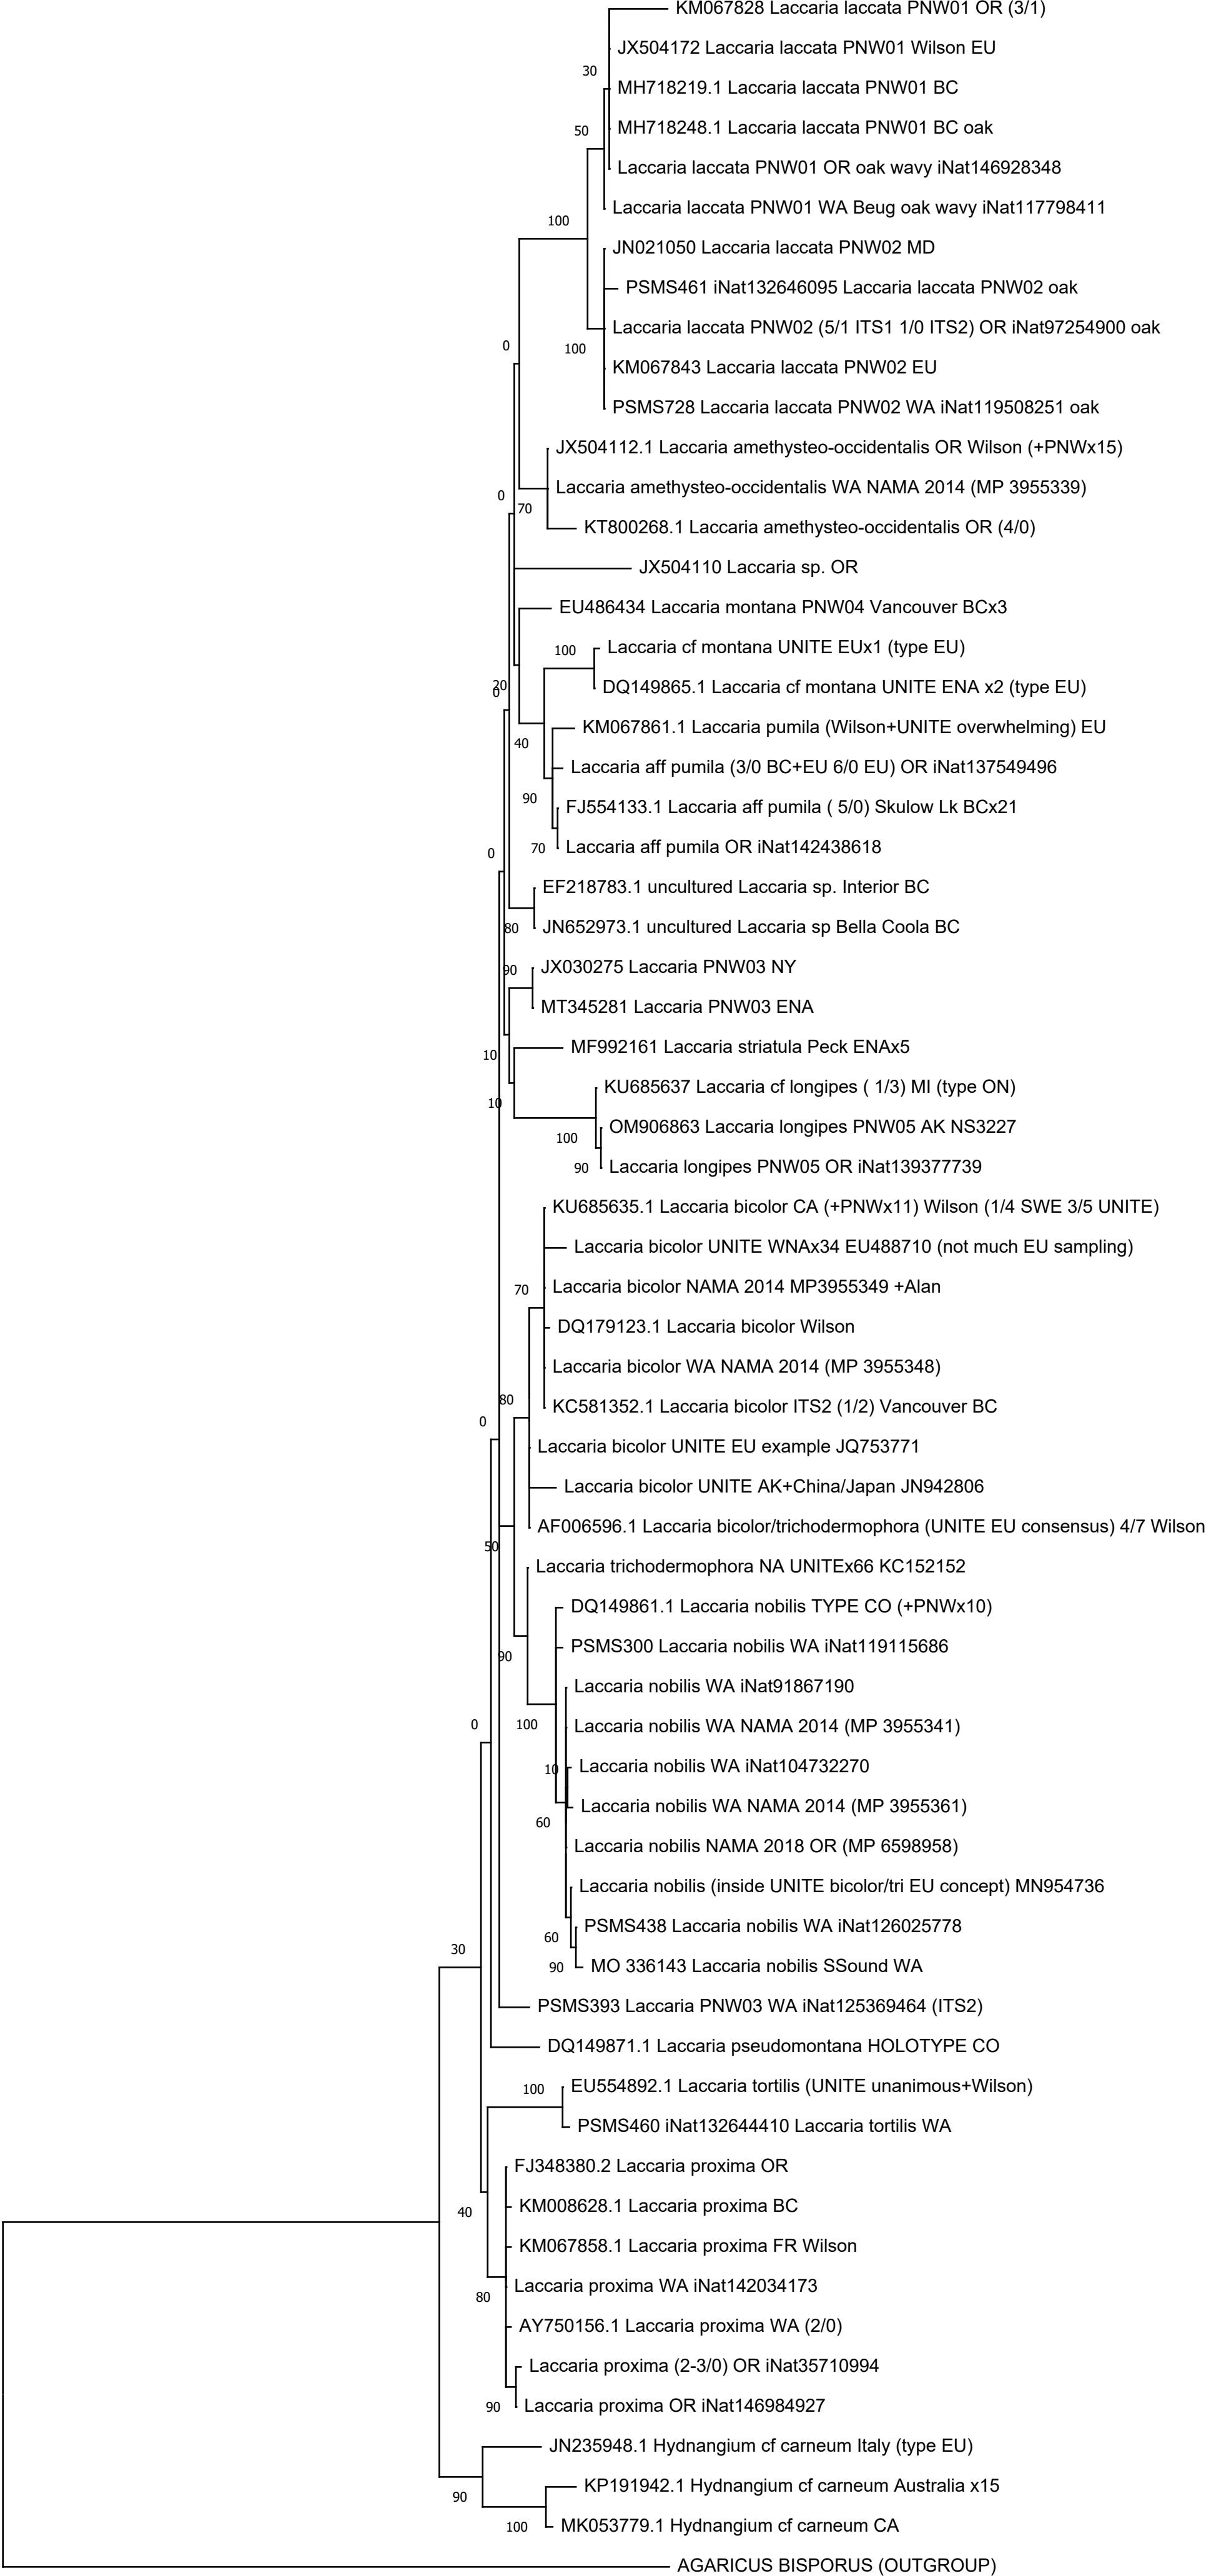 KM067828 Laccaria laccata PNW01 OR (3/1)
JX504172 Laccaria laccata PNW01 Wilson EU
30
MH718219.1 Laccaria laccata PNW01 BC
50
MH718248.1 Laccaria laccata PNW01 BC oak
Laccaria laccata PNW01 OR oak wavy iNat146928348
Laccaria laccata PNW01 WA Beug oak wavy iNat117798411
100
JN021050 Laccaria laccata PNW02 MD
PSMS461 iNat132646095 Laccaria laccata PNW02 oak
Laccaria laccata PNW02 (5/1 ITS1 1/0 ITS2) OR iNat97254900 oak
0
100
KM067843 Laccaria laccata PNW02 EU
PSMS728 Laccaria laccata PNW02 WA iNat119508251 oak
JX504112.1 Laccaria amethysteo-occidentalis OR Wilson (+PNWx15)
Laccaria amethysteo-occidentalis WA NAMA 2014 (MP 3955339)
0
70
KT800268.1 Laccaria amethysteo-occidentalis OR (4/0)
JX504110 Laccaria sp. OR
EU486434 Laccaria montana PNW04 Vancouver BCx3
100
Laccaria cf montana UNITE EUx1 (type EU)
20
0
DQ149865.1 Laccaria cf montana UNITE ENA x2 (type EU)
KM067861.1 Laccaria pumila (Wilson+UNITE overwhelming) EU
40
Laccaria aff pumila (3/0 BC+EU 6/0 EU) OR iNat137549496
90
FJ554133.1 Laccaria aff pumila ( 5/0) Skulow Lk BCx21
70
Laccaria aff pumila OR iNat142438618
0
EF218783.1 uncultured Laccaria sp. Interior BC
80
JN652973.1 uncultured Laccaria sp Bella Coola BC
90
JX030275 Laccaria PNW03 NY
MT345281 Laccaria PNW03 ENA
10
MF992161 Laccaria striatula Peck ENAx5
KU685637 Laccaria cf longipes ( 1/3) MI (type ON)
10
100
OM906863 Laccaria longipes PNW05 AK NS3227
90
Laccaria longipes PNW05 OR iNat139377739
KU685635.1 Laccaria bicolor CA (+PNWx11) Wilson (1/4 SWE 3/5 UNITE)
Laccaria bicolor UNITE WNAx34 EU488710 (not much EU sampling)
70
Laccaria bicolor NAMA 2014 MP3955349 +Alan
DQ179123.1 Laccaria bicolor Wilson
Laccaria bicolor WA NAMA 2014 (MP 3955348)
80
KC581352.1 Laccaria bicolor ITS2 (1/2) Vancouver BC
0
Laccaria bicolor UNITE EU example JQ753771
Laccaria bicolor UNITE AK+China/Japan JN942806
50
AF006596.1 Laccaria bicolor/trichodermophora (UNITE EU consensus) 4/7 Wilson
Laccaria trichodermophora NA UNITEx66 KC152152
DQ149861.1 Laccaria nobilis TYPE CO (+PNWx10)
90
PSMS300 Laccaria nobilis WA iNat119115686
Laccaria nobilis WA iNat91867190
0
100
Laccaria nobilis WA NAMA 2014 (MP 3955341)
10
Laccaria nobilis WA iNat104732270
60
Laccaria nobilis WA NAMA 2014 (MP 3955361)
Laccaria nobilis NAMA 2018 OR (MP 6598958)
Laccaria nobilis (inside UNITE bicolor/tri EU concept) MN954736
60
PSMS438 Laccaria nobilis WA iNat126025778
30
90
MO 336143 Laccaria nobilis SSound WA
PSMS393 Laccaria PNW03 WA iNat125369464 (ITS2)
DQ149871.1 Laccaria pseudomontana HOLOTYPE CO
100
EU554892.1 Laccaria tortilis (UNITE unanimous+Wilson)
PSMS460 iNat132644410 Laccaria tortilis WA
FJ348380.2 Laccaria proxima OR
40
KM008628.1 Laccaria proxima BC
KM067858.1 Laccaria proxima FR Wilson
80
Laccaria proxima WA iNat142034173
AY750156.1 Laccaria proxima WA (2/0)
Laccaria proxima (2-3/0) OR iNat35710994
90
Laccaria proxima OR iNat146984927
JN235948.1 Hydnangium cf carneum Italy (type EU)
90
KP191942.1 Hydnangium cf carneum Australia x15
100
MK053779.1 Hydnangium cf carneum CA
AGARICUS BISPORUS (OUTGROUP)